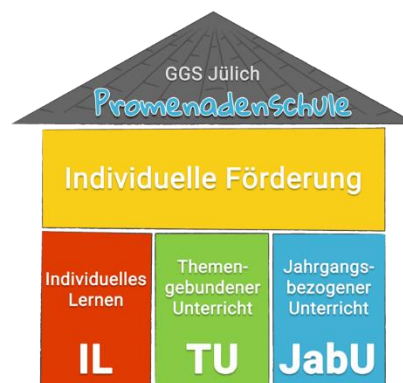 GGS Jülich
Promenadenschule
Individuelle Förderung
Individuelles
Lernen
IL
Themen-
gebundener
Unterricht
TU
Jahrgangs-
bezogener
Unterricht
JabU